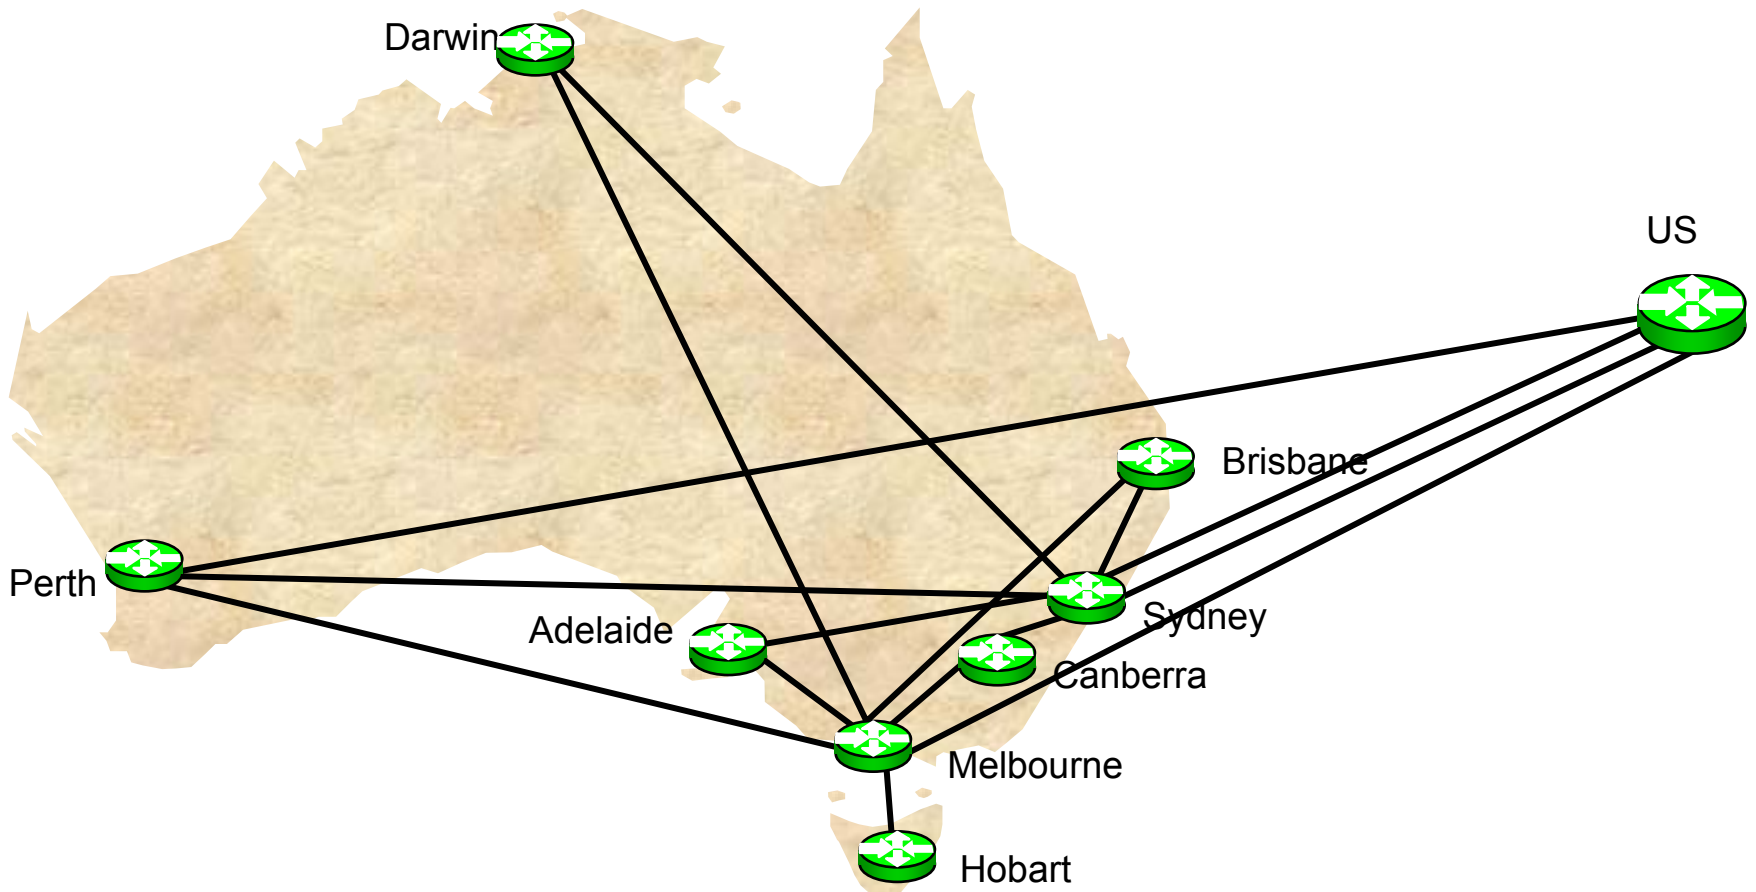 Darwin
US
Brisbane
Perth
Adelaide
Sydney
Canberra
Melbourne
Hobart